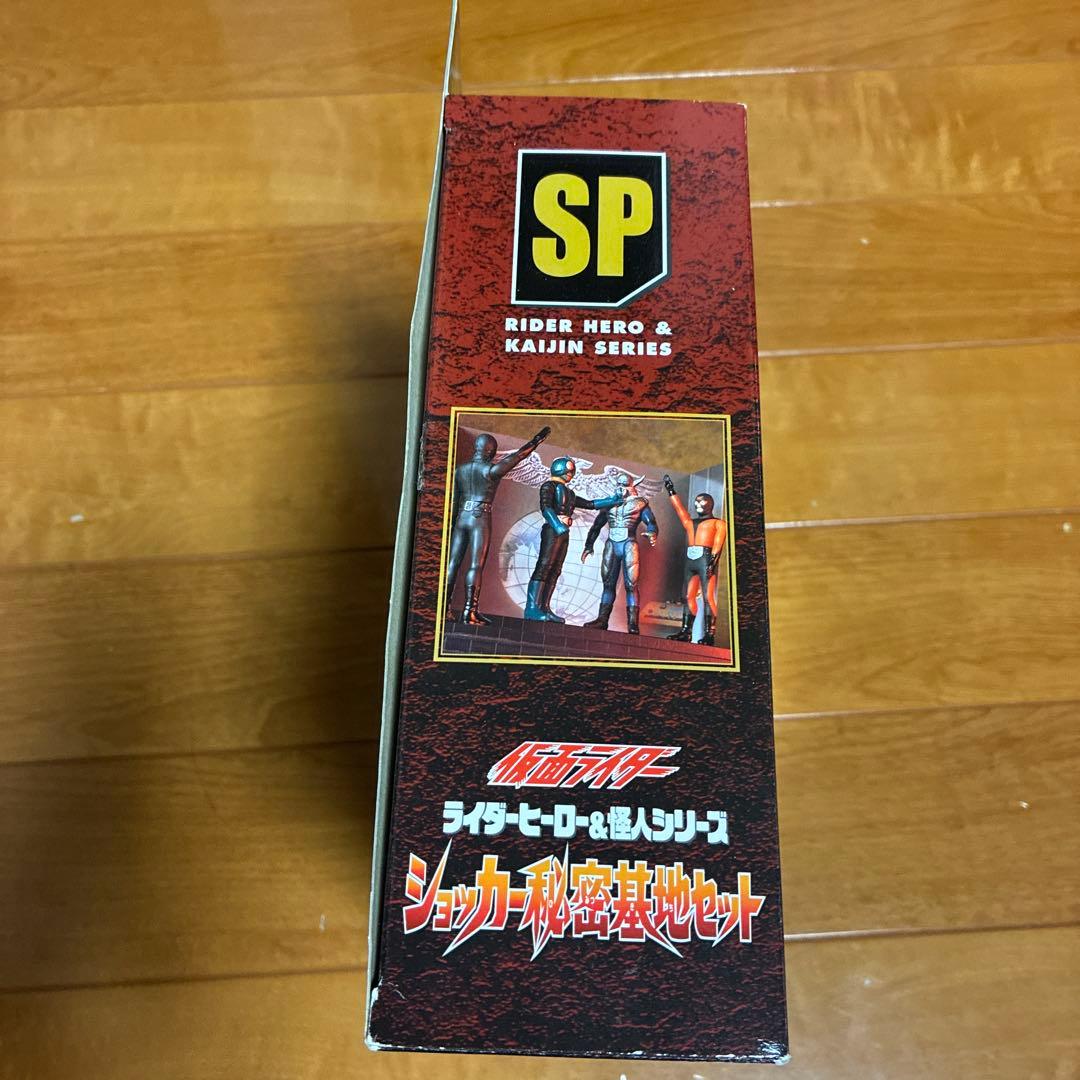 SP
RIDER HERO &
KAIJIN SERIES
仮面ライダー
ライダーヒーロー&怪人シリーズ
ショッカー秘密基地セット